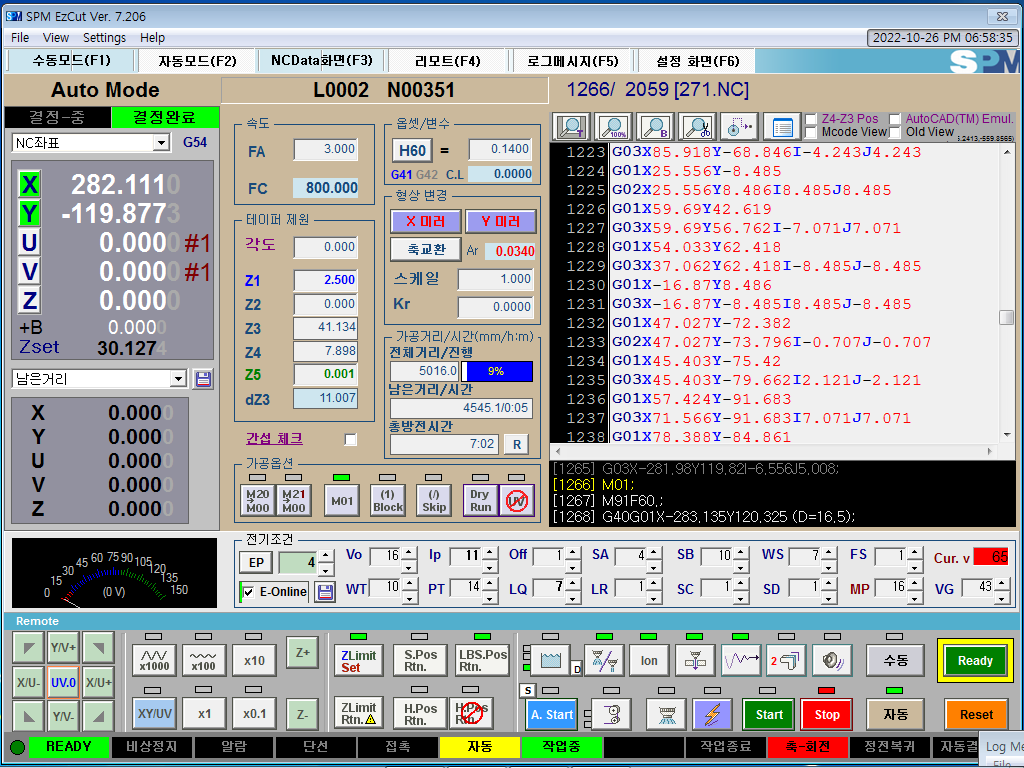 SPM EzCut Ver. 7.206
File View Settings Help
2022-10-26 PM 06:58:35
수동모드(F1) 자동모드(F2) NCData화면(F3) 리모트(F4) 로그메시지(F5) 설정 화면(F6) SPM
Auto Mode L0002 N00351 1266/ 2059 [271.NC]
결정-중 결정완료
NC좌표 G54
X 282.1110
Y -119.8773
U 0.0000 #1
V 0.0000 #1
Z 0.0000
+B 0.0000
Zset 30.1274
남은거리
X 0.0000
Y 0.0000
U 0.0000
V 0.0000
Z 0.0000
속도
FA 3.000
FC 800.000
테이퍼 제원
각도 0.000
Z1 2.500
Z2 0.000
Z3 41.134
Z4 7.898
Z5 0.001
dZ3 11.007
간섭 체크
옵셋/변수
H60 = 0.1400
G41 G42 C.L 0.0000
형상 변경
X 미러 Y 미러
축교환 Ar 0.0340
스케일 1.000
Kr 0.0000
가공거리/시간(mm/h:m)
전체거리/진행
5016.0 9%
남은거리/시간
4545.1/0:05
총방전시간
7:02 R
가공옵션
M20 → M00 M21 → M00 M01 (1) Block (/) Skip Dry Run UV
T 100% B
Z4-Z3 Pos AutoCAD(TM) Emul.
Mcode View Old View
1223 G03X85.918Y-68.846I-4.243J4.243
1224 G01X25.556Y-8.485
1225 G02X25.556Y8.486I8.485J8.485
1226 G01X59.69Y42.619
1227 G03X59.69Y56.762I-7.071J7.071
1228 G01X54.033Y62.418
1229 G03X37.062Y62.418I-8.485J-8.485
1230 G01X-16.87Y8.486
1231 G03X-16.87Y-8.485I8.485J-8.485
1232 G01X47.027Y-72.382
1233 G02X47.027Y-73.796I-0.707J-0.707
1234 G01X45.403Y-75.42
1235 G03X45.403Y-79.662I2.121J-2.121
1236 G01X57.424Y-91.683
1237 G03X71.566Y-91.683I7.071J7.071
1238 G01X78.388Y-84.861
[1265] G03X-281,98Y119,82I-6,556J5,008;
[1266] M01;
[1267] M91F60,;
[1268] G40G01X-283,135Y120,325 (D=16,5);
0 15 30 45 60 75 90 105 120 135 150
(0 V)
전기조건
EP 4 Vo 16 Ip 11 Off 1 SA 4 SB 10 WS 7 FS 1 Cur. v 65
E-Online WT 10 PT 14 LQ 7 LR 1 SC 1 SD 1 MP 16 VG 43
Remote
Y/V+ x1000 x100 x10 Z+ ZLimit Set S.Pos Rtn. LBS.Pos Rtn. D Ion 2 수동 Ready
X/U- UV.0 X/U+
Y/V- XY/UV x1 x0.1 Z- ZLimit Rtn. H.Pos Rtn. H.Pos Rtn. S A. Start Start Stop 자동 Reset
READY 비상정지 알람 단선 접촉 자동 작업중 작업종료 축-회전 정전복귀 자동결 Log Me
File